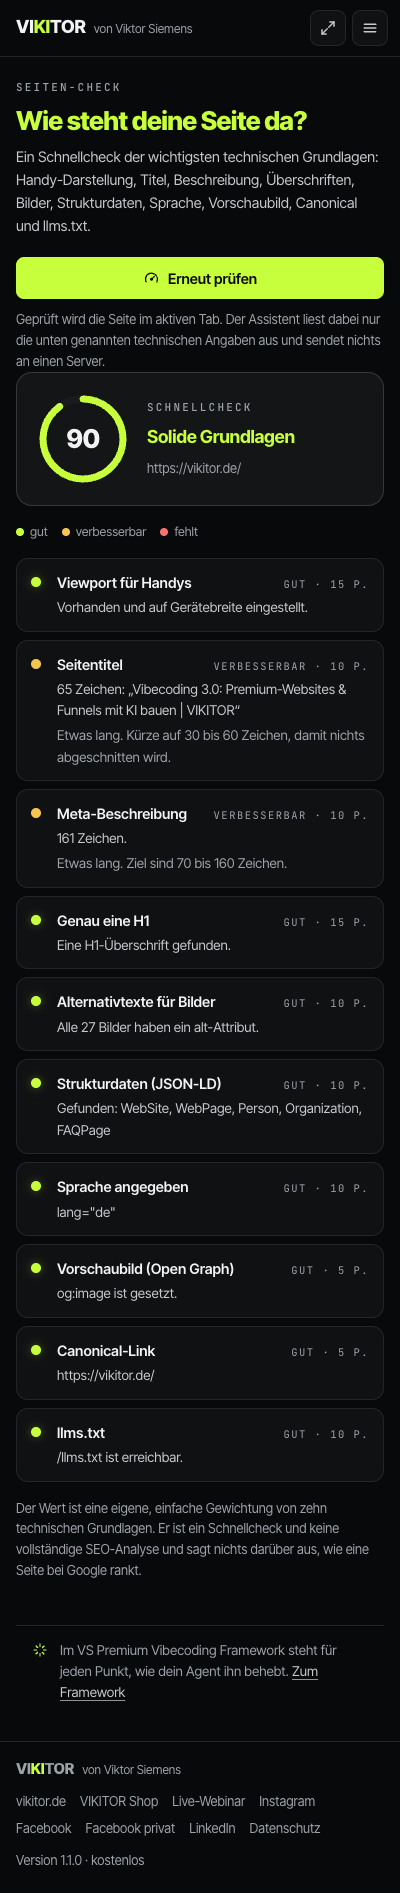 VIKITOR von Viktor Siemens
SEITEN-CHECK
Wie steht deine Seite da?
Ein Schnellcheck der wichtigsten technischen Grundlagen:
Handy-Darstellung, Titel, Beschreibung, Überschriften,
Bilder, Strukturdaten, Sprache, Vorschaubild, Canonical
und llms.txt.
Erneut prüfen
Geprüft wird die Seite im aktiven Tab. Der Assistent liest dabei nur
die unten genannten technischen Angaben aus und sendet nichts
an einen Server.
90
SCHNELLCHECK
Solide Grundlagen
https://vikitor.de/
gut verbesserbar fehlt
Viewport für Handys GUT · 15 P.
Vorhanden und auf Gerätebreite eingestellt.
Seitentitel VERBESSERBAR · 10 P.
65 Zeichen: „Vibecoding 3.0: Premium-Websites &
Funnels mit KI bauen | VIKITOR“
Etwas lang. Kürze auf 30 bis 60 Zeichen, damit nichts
abgeschnitten wird.
Meta-Beschreibung VERBESSERBAR · 10 P.
161 Zeichen.
Etwas lang. Ziel sind 70 bis 160 Zeichen.
Genau eine H1 GUT · 15 P.
Eine H1-Überschrift gefunden.
Alternativtexte für Bilder GUT · 10 P.
Alle 27 Bilder haben ein alt-Attribut.
Strukturdaten (JSON-LD) GUT · 10 P.
Gefunden: WebSite, WebPage, Person, Organization,
FAQPage
Sprache angegeben GUT · 10 P.
lang="de"
Vorschaubild (Open Graph) GUT · 5 P.
og:image ist gesetzt.
Canonical-Link GUT · 5 P.
https://vikitor.de/
llms.txt GUT · 10 P.
/llms.txt ist erreichbar.
Der Wert ist eine eigene, einfache Gewichtung von zehn
technischen Grundlagen. Er ist ein Schnellcheck und keine
vollständige SEO-Analyse und sagt nichts darüber aus, wie eine
Seite bei Google rankt.
Im VS Premium Vibecoding Framework steht für
jeden Punkt, wie dein Agent ihn behebt. Zum
Framework
VIKITOR von Viktor Siemens
vikitor.de VIKITOR Shop Live-Webinar Instagram
Facebook Facebook privat LinkedIn Datenschutz
Version 1.1.0 · kostenlos